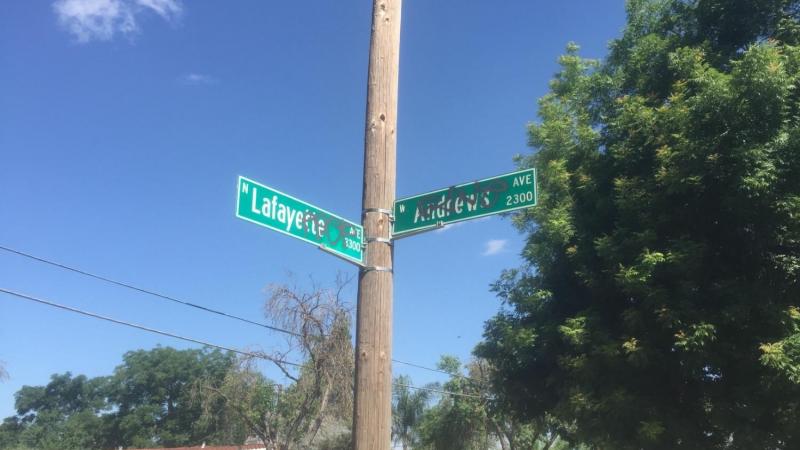 N Lafayette AVE
3300
W Andrews AVE
2300